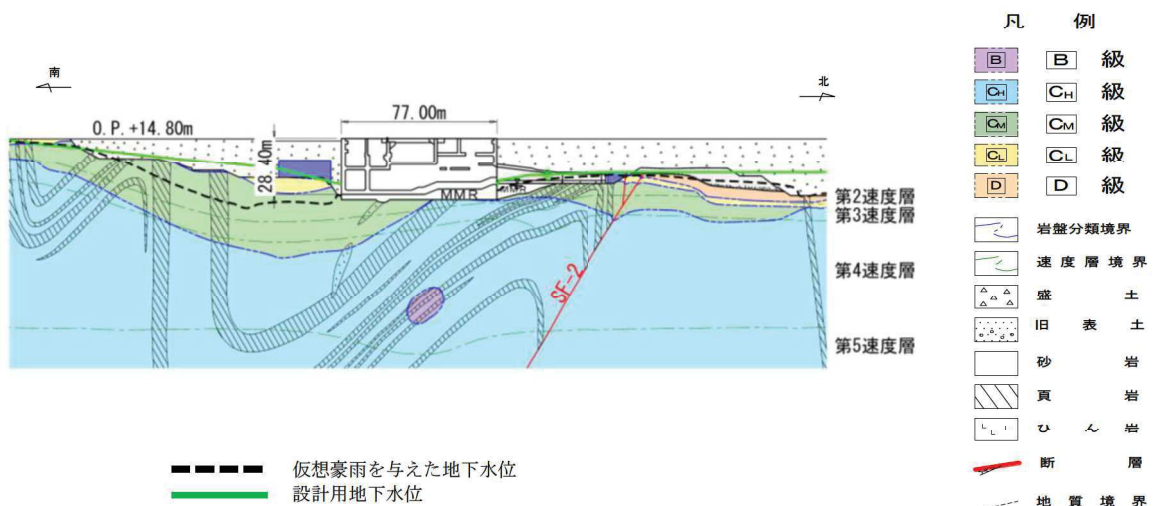 南
北
77.00m
O.P.+14.80m
28.40m
MMR
MMR
SF-2
第2速度層
第3速度層
第4速度層
第5速度層
仮想豪雨を与えた地下水位
設計用地下水位
凡 例
B B 級
CH CH 級
CM CM 級
CL CL 級
D D 級
岩盤分類境界
速度層境界
盛 土
旧 表 土
砂 岩
頁 岩
ひ ん 岩
断 層
地 質 境 界